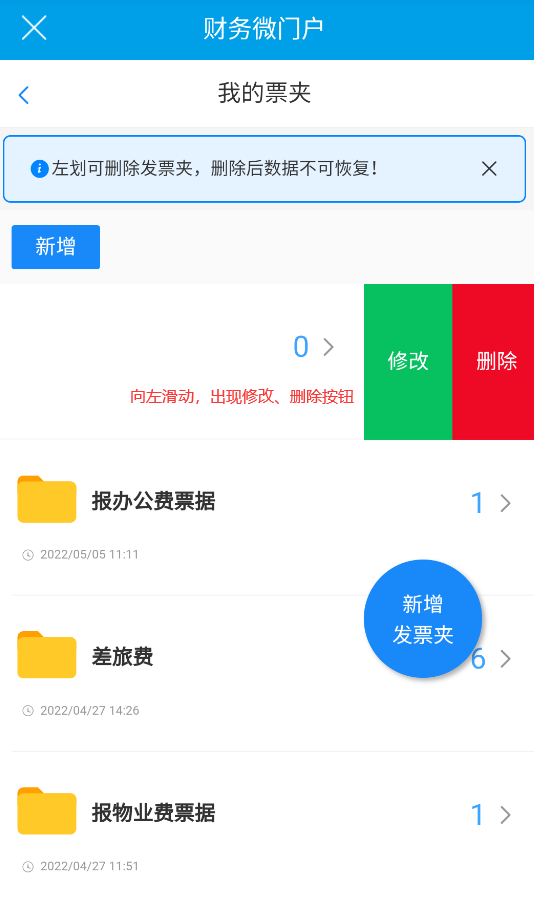 财务微门户
我的票夹
左划可删除发票夹，删除后数据不可恢复！
新增
0
修改
删除
向左滑动，出现修改、删除按钮
报办公费票据
1
2022/05/05 11:11
新增
发票夹
差旅费
6
2022/04/27 14:26
报物业费票据
1
2022/04/27 11:51